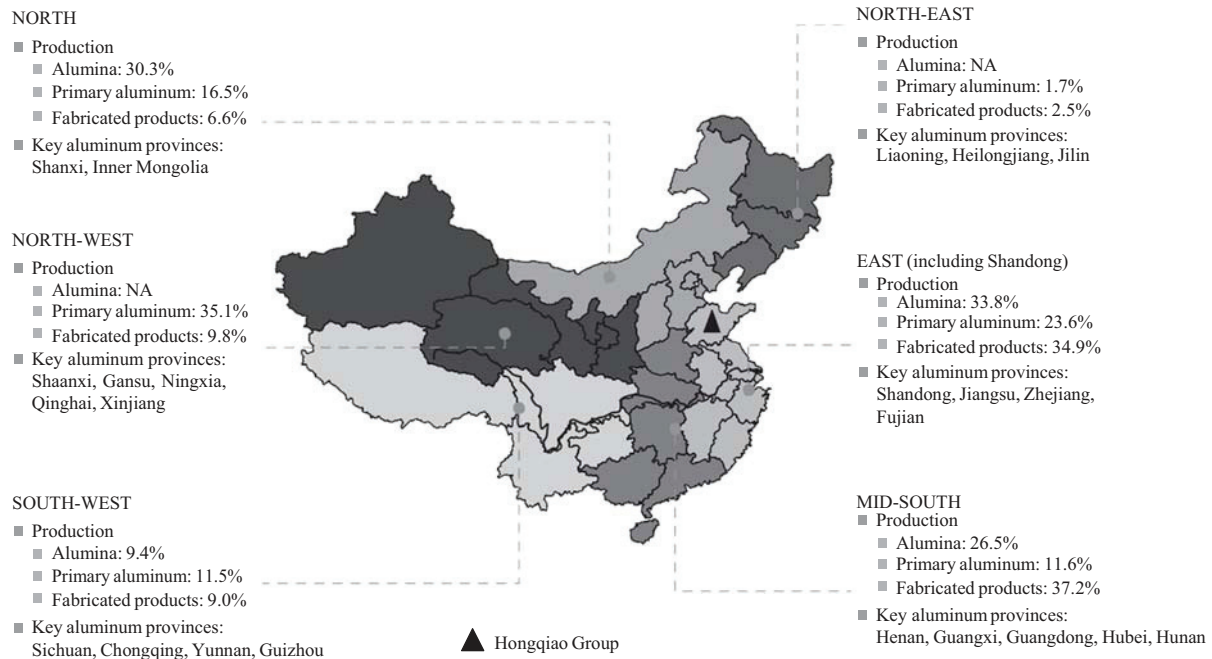 NORTH
Production
Alumina: 30.3%
Primary aluminum: 16.5%
Fabricated products: 6.6%
Key aluminum provinces:
Shanxi, Inner Mongolia
NORTH-WEST
Production
Alumina: NA
Primary aluminum: 35.1%
Fabricated products: 9.8%
Key aluminum provinces:
Shaanxi, Gansu, Ningxia,
Qinghai, Xinjiang
SOUTH-WEST
Production
Alumina: 9.4%
Primary aluminum: 11.5%
Fabricated products: 9.0%
Key aluminum provinces:
Sichuan, Chongqing, Yunnan, Guizhou
Hongqiao Group
NORTH-EAST
Production
Alumina: NA
Primary aluminum: 1.7%
Fabricated products: 2.5%
Key aluminum provinces:
Liaoning, Heilongjiang, Jilin
EAST (including Shandong)
Production
Alumina: 33.8%
Primary aluminum: 23.6%
Fabricated products: 34.9%
Key aluminum provinces:
Shandong, Jiangsu, Zhejiang,
Fujian
MID-SOUTH
Production
Alumina: 26.5%
Primary aluminum: 11.6%
Fabricated products: 37.2%
Key aluminum provinces:
Henan, Guangxi, Guangdong, Hubei, Hunan